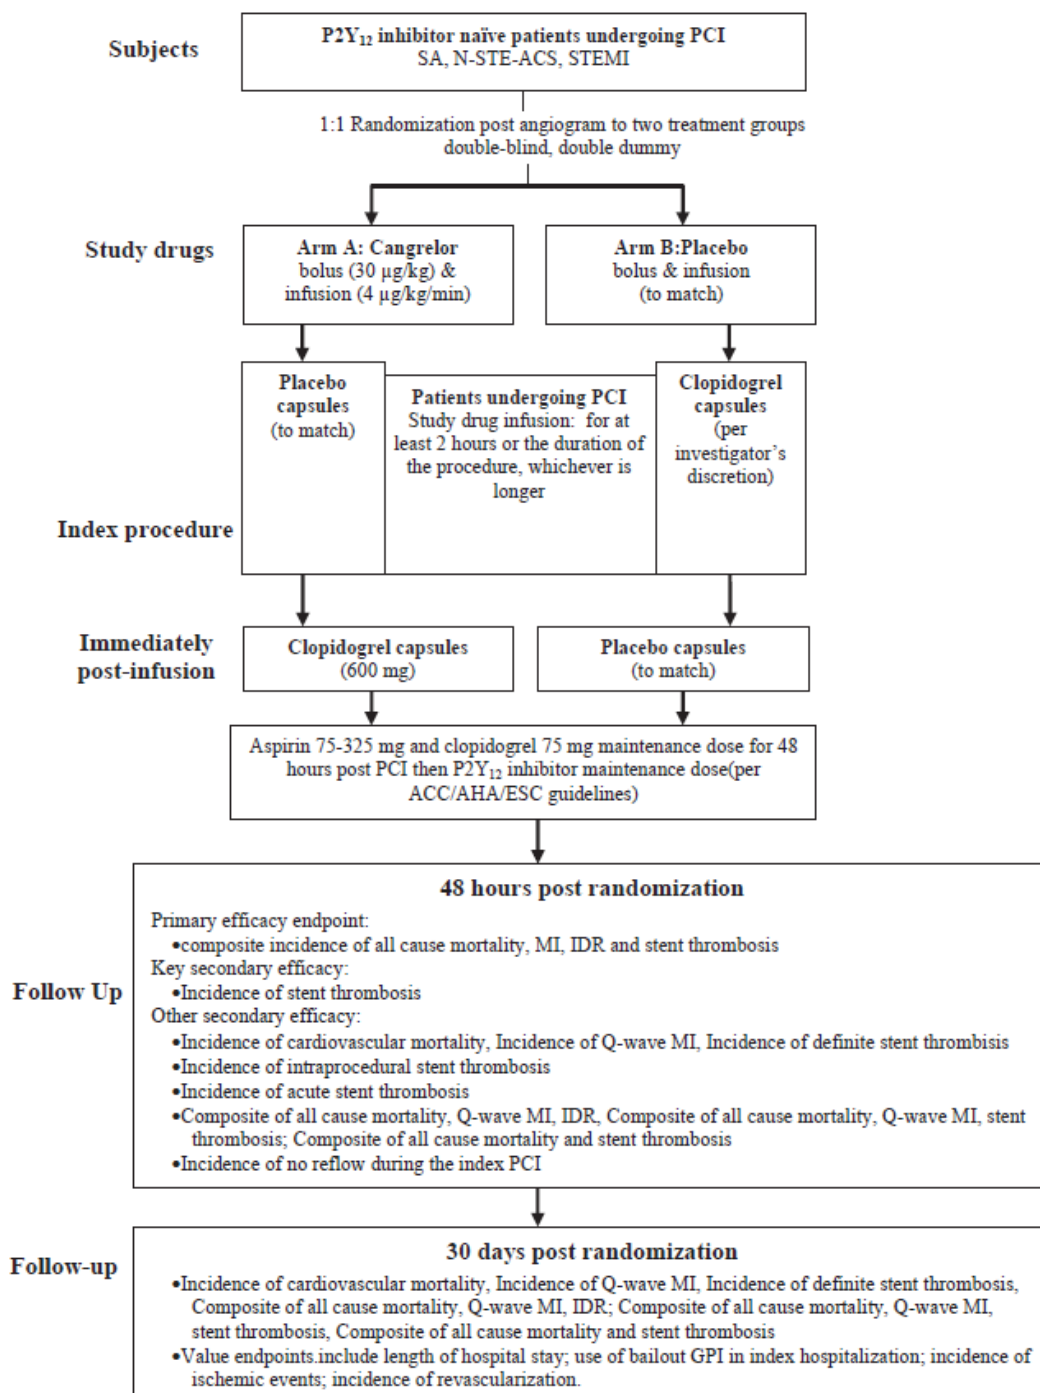 Subjects
P2Y12 inhibitor naïve patients undergoing PCI
SA, N-STE-ACS, STEMI
1:1 Randomization post angiogram to two treatment groups
double-blind, double dummy
Study drugs
Arm A: Cangrelor
bolus (30 µg/kg) &
infusion (4 µg/kg/min)
Arm B:Placebo
bolus & infusion
(to match)
Index procedure
Placebo
capsules
(to match)
Patients undergoing PCI
Study drug infusion: for at
least 2 hours or the duration of
the procedure, whichever is
longer
Clopidogrel
capsules
(per
investigator's
discretion)
Immediately
post-infusion
Clopidogrel capsules
(600 mg)
Placebo capsules
(to match)
Aspirin 75-325 mg and clopidogrel 75 mg maintenance dose for 48
hours post PCI then P2Y12 inhibitor maintenance dose(per
ACC/AHA/ESC guidelines)
Follow Up
48 hours post randomization
Primary efficacy endpoint:
•composite incidence of all cause mortality, MI, IDR and stent thrombosis
Key secondary efficacy:
•Incidence of stent thrombosis
Other secondary efficacy:
•Incidence of cardiovascular mortality, Incidence of Q-wave MI, Incidence of definite stent thrombisis
•Incidence of intraprocedural stent thrombosis
•Incidence of acute stent thrombosis
•Composite of all cause mortality, Q-wave MI, IDR, Composite of all cause mortality, Q-wave MI, stent
thrombosis; Composite of all cause mortality and stent thrombosis
•Incidence of no reflow during the index PCI
Follow-up
30 days post randomization
•Incidence of cardiovascular mortality, Incidence of Q-wave MI, Incidence of definite stent thrombosis,
Composite of all cause mortality, Q-wave MI, IDR; Composite of all cause mortality, Q-wave MI,
stent thrombosis, Composite of all cause mortality and stent thrombosis
•Value endpoints.include length of hospital stay; use of bailout GPI in index hospitalization; incidence of
ischemic events; incidence of revascularization.